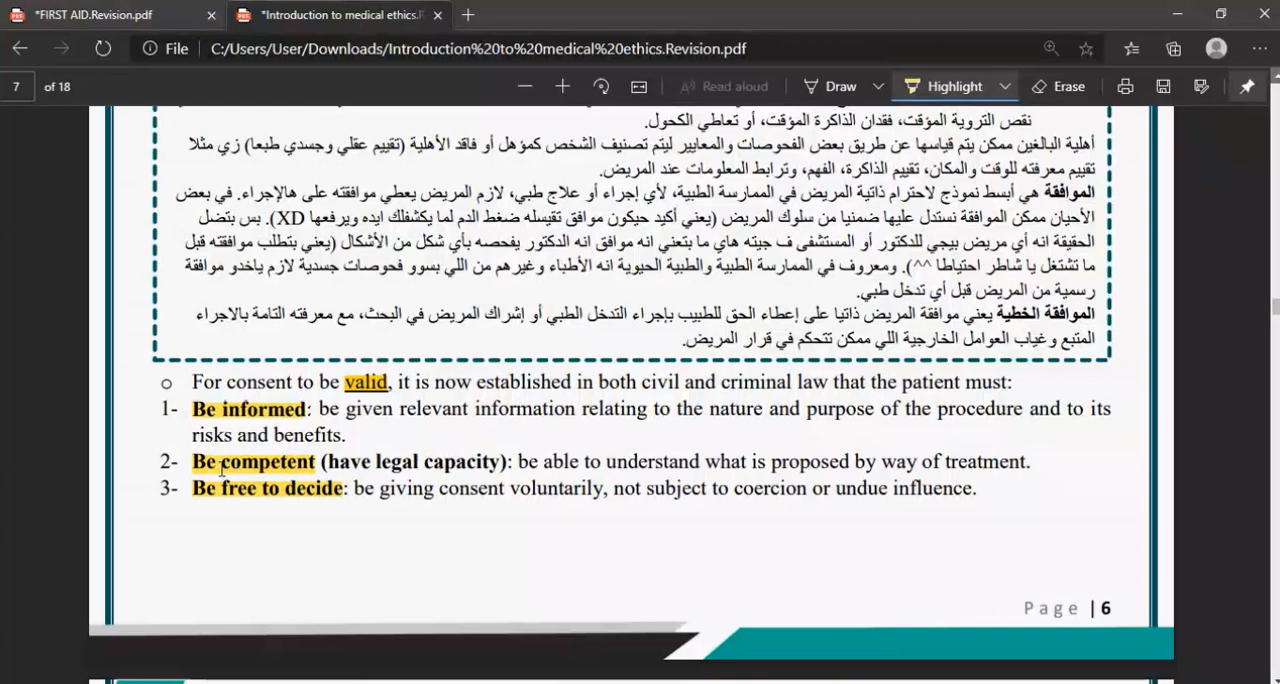 *FIRST AID.Revision.pdf
*Introduction to medical ethics.R
File C:/Users/User/Downloads/Introduction%20to%20medical%20ethics.Revision.pdf
7 of 18 Read aloud Draw Highlight Erase
نقص التروية المؤقت، فقدان الذاكرة المؤقت، أو تعاطي الكحول.
أهلية البالغين ممكن يتم قياسها عن طريق بعض الفحوصات والمعايير ليتم تصنيف الشخص كمؤهل أو فاقد الأهلية (تقييم عقلي وجسدي طبعا) زي مثلا
تقييم معرفته للوقت والمكان، تقييم الذاكرة، الفهم، وترابط المعلومات عند المريض.
الموافقة هي أبسط نموذج لاحترام ذاتية المريض في الممارسة الطبية، لأي إجراء أو علاج طبي، لازم المريض يعطي موافقته على هالإجراء. في بعض
الأحيان ممكن الموافقة نستدل عليها ضمنيا من سلوك المريض (يعني أكيد حيكون موافق تقيسله ضغط الدم لما يكشفلك ايده ويرفعها XD). بس بتضل
الحقيقة انه أي مريض بيجي للدكتور أو المستشفى ف جيته هاي ما بتعني انه موافق انه الدكتور يفحصه بأي شكل من الأشكال (يعني بتطلب موافقته قبل
ما تشتغل يا شاطر احتياطا ^^). ومعروف في الممارسة الطبية والطبية الحيوية انه الأطباء وغيرهم من اللي بسوو فحوصات جسدية لازم ياخدو موافقة
رسمية من المريض قبل أي تدخل طبي.
الموافقة الخطية يعني موافقة المريض ذاتيا على إعطاء الحق للطبيب بإجراء التدخل الطبي أو إشراك المريض في البحث، مع معرفته التامة بالاجراء
المتبع وغياب العوامل الخارجية اللي ممكن تتحكم في قرار المريض.
o For consent to be valid, it is now established in both civil and criminal law that the patient must:
1- Be informed: be given relevant information relating to the nature and purpose of the procedure and to its
risks and benefits.
2- Be competent (have legal capacity): be able to understand what is proposed by way of treatment.
3- Be free to decide: be giving consent voluntarily, not subject to coercion or undue influence.
Page | 6